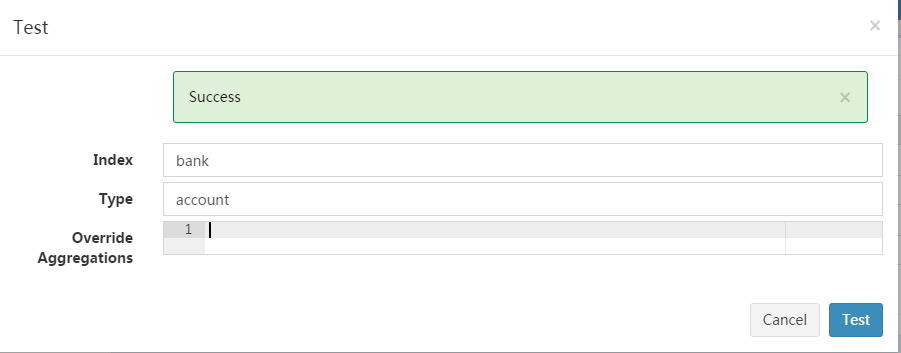 Test ×
Success ×
Index bank
Type account
Override 1
Aggregations
Cancel Test